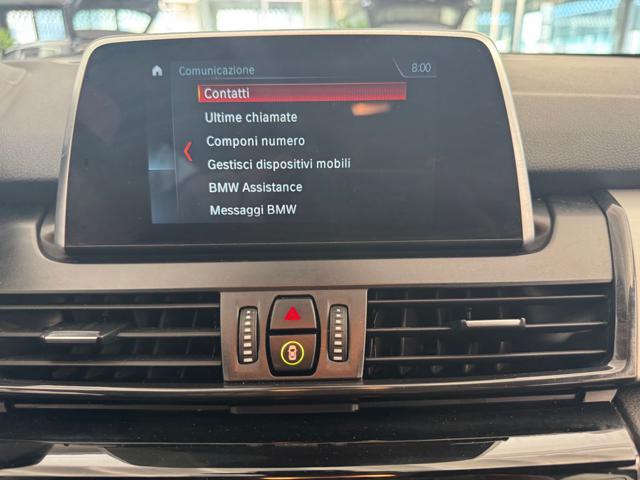 Comunicazione 8:00
Contatti
Ultime chiamate
Componi numero
Gestisci dispositivi mobili
BMW Assistance
Messaggi BMW